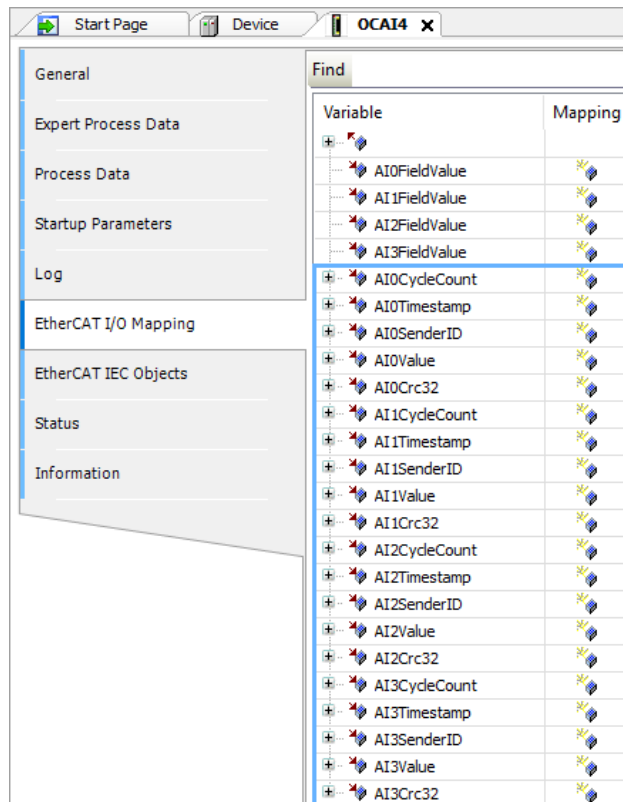 Start Page
Device
OCAI4
General
Expert Process Data
Process Data
Startup Parameters
Log
EtherCAT I/O Mapping
EtherCAT IEC Objects
Status
Information
Find
Variable Mapping
AI0FieldValue
AI1FieldValue
AI2FieldValue
AI3FieldValue
AI0CycleCount
AI0Timestamp
AI0SenderID
AI0Value
AI0Crc32
AI1CycleCount
AI1Timestamp
AI1SenderID
AI1Value
AI1Crc32
AI2CycleCount
AI2Timestamp
AI2SenderID
AI2Value
AI2Crc32
AI3CycleCount
AI3Timestamp
AI3SenderID
AI3Value
AI3Crc32